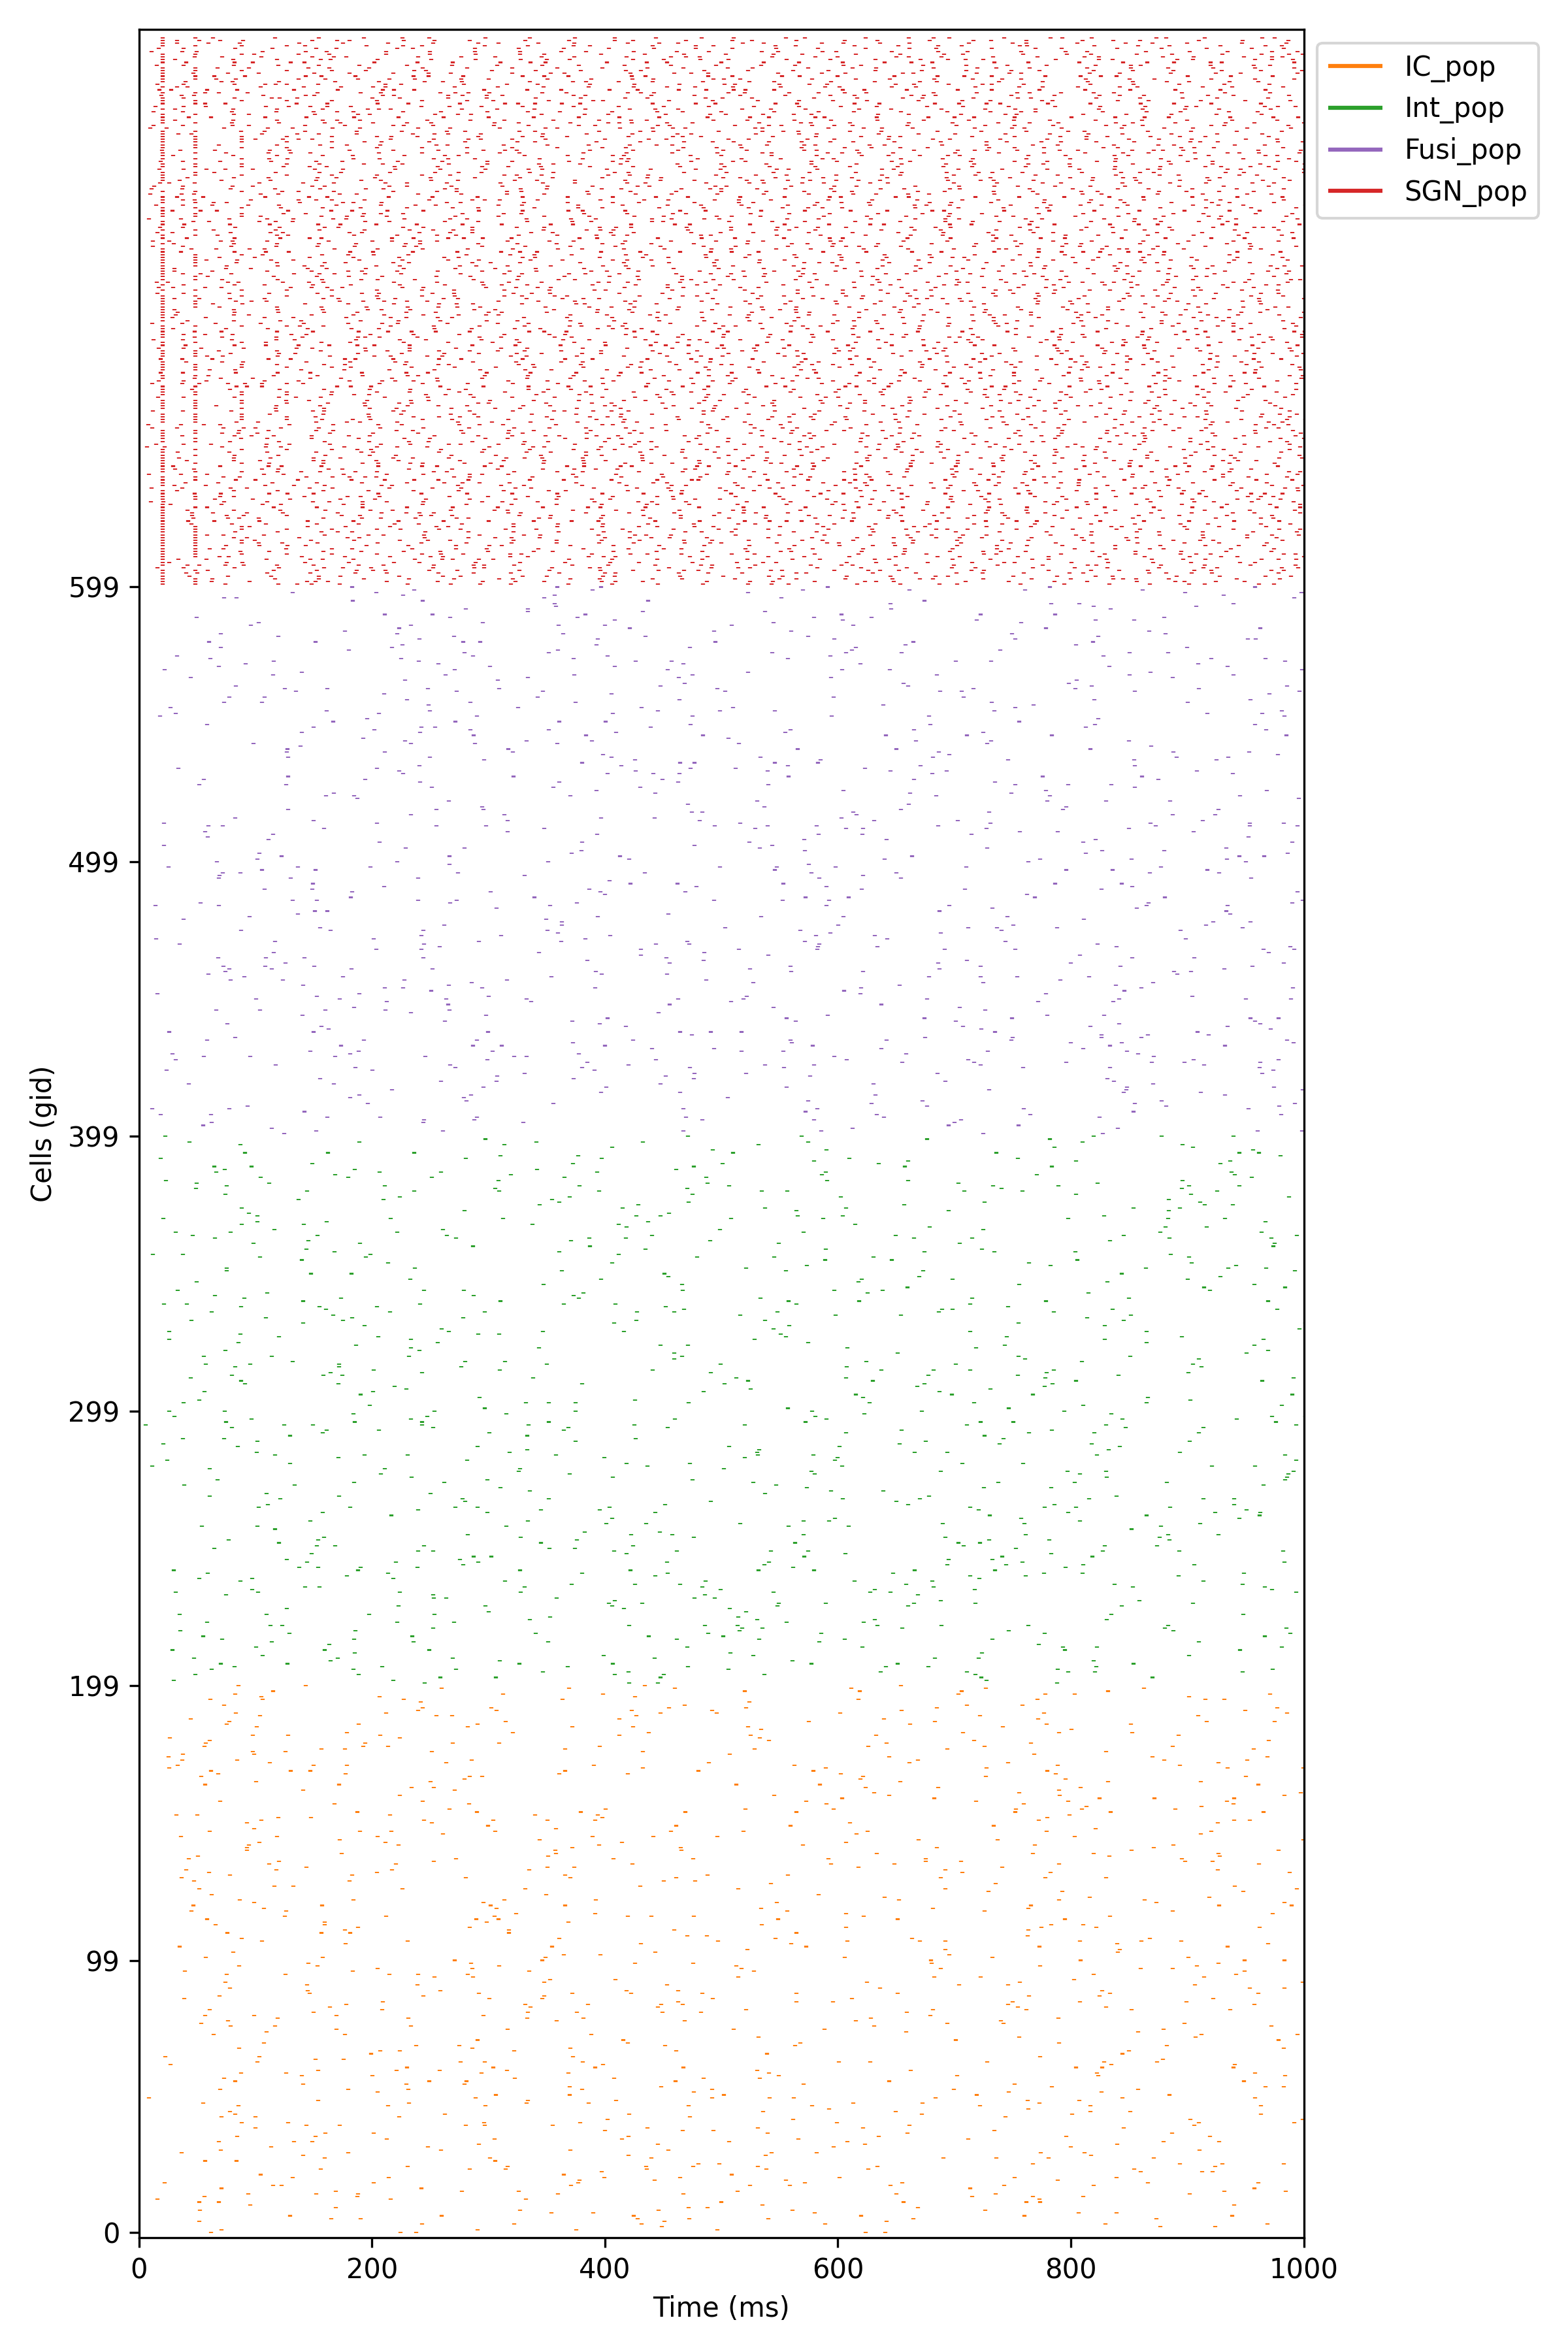 IC_pop
Int_pop
Fusi_pop
SGN_pop
599
499
399
299
199
99
0
Cells (gid)
0 200 400 600 800 1000
Time (ms)